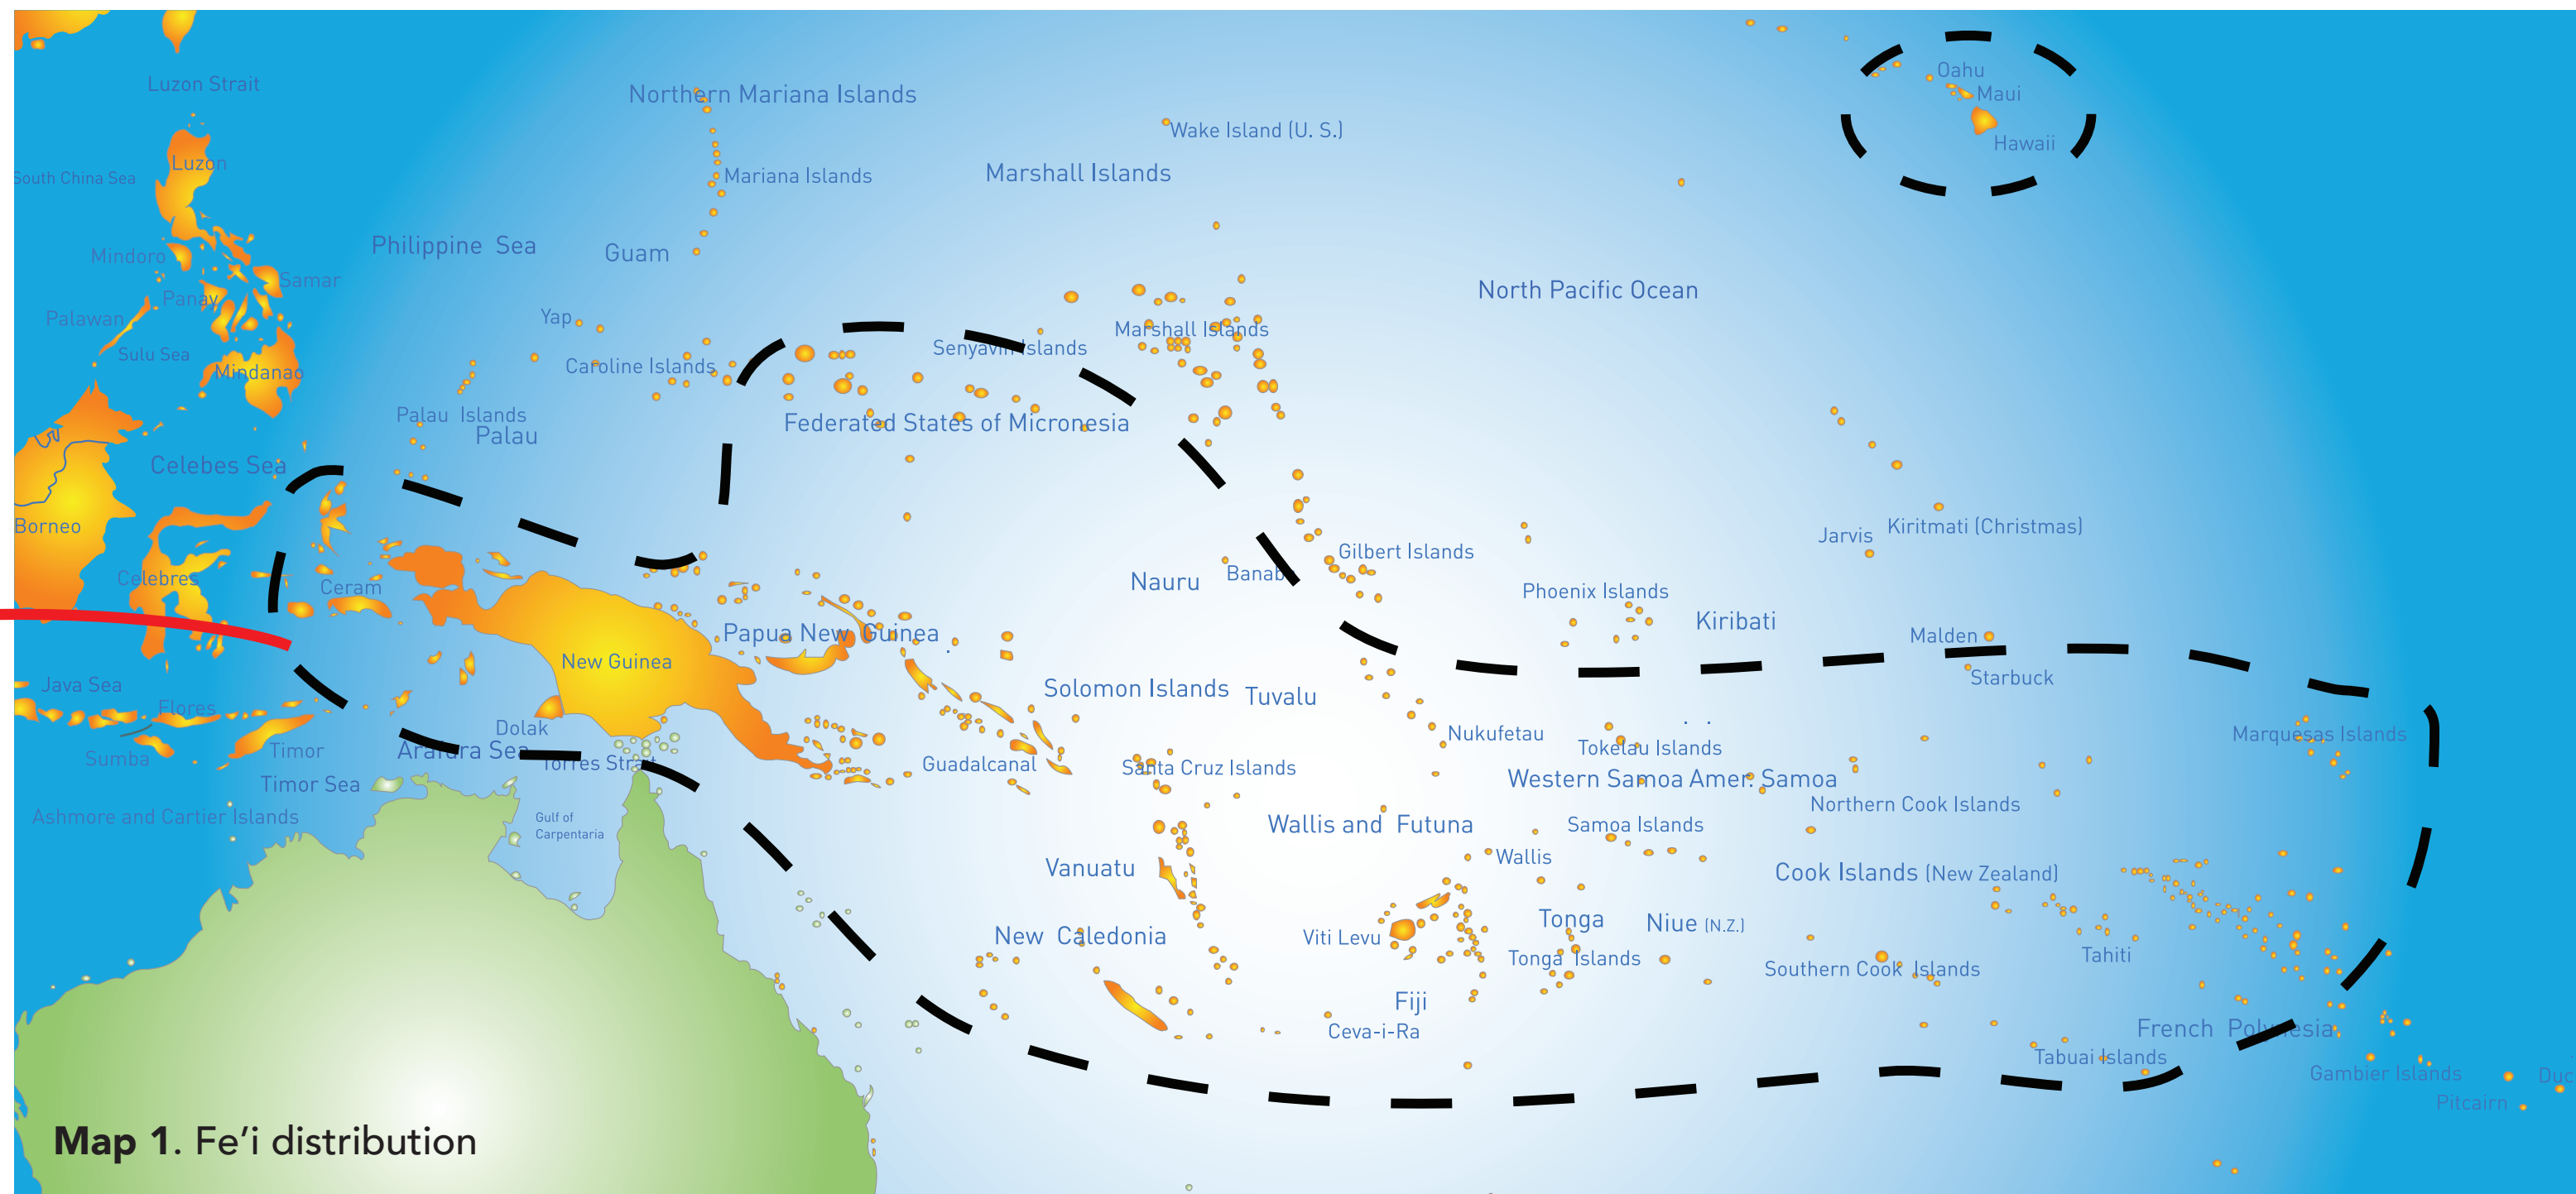 Luzon Strait
Oahu
Maui
Hawaii
Northern Mariana Islands
Wake Island (U. S.)
Luzon
South China Sea
Mariana Islands
Marshall Islands
Mindoro
Philippine Sea
Guam
Samar
Panay
North Pacific Ocean
Palawan
Yap
Marshall Islands
Sulu Sea
Senyavin Islands
Mindanao
Caroline Islands
Palau Islands
Palau
Federated States of Micronesia
Celebes Sea
Borneo
Jarvis
Kiritmati (Christmas)
Gilbert Islands
Celebres
Ceram
Nauru
Phoenix Islands
Kiribati
Papua New Guinea
Malden
New Guinea
Starbuck
Java Sea
Solomon Islands
Tuvalu
Flores
Dolak
Nukufetau
Marquesas Islands
Sumba
Timor
Arafura Sea
Torres Strait
Guadalcanal
Santa Cruz Islands
Tokelau Islands
Timor Sea
Western Samoa Amer. Samoa
Northern Cook Islands
Ashmore and Cartier Islands
Gulf of
Carpentaria
Wallis and Futuna
Samoa Islands
Wallis
Vanuatu
Cook Islands (New Zealand)
New Caledonia
Viti Levu
Tonga
Niue (N.Z.)
Tonga Islands
Tahiti
Southern Cook Islands
Fiji
Ceva-i-Ra
French Polynesia
Tabuai Islands
Gambier Islands
Duc
Pitcairn
Map 1. Fe’i distribution